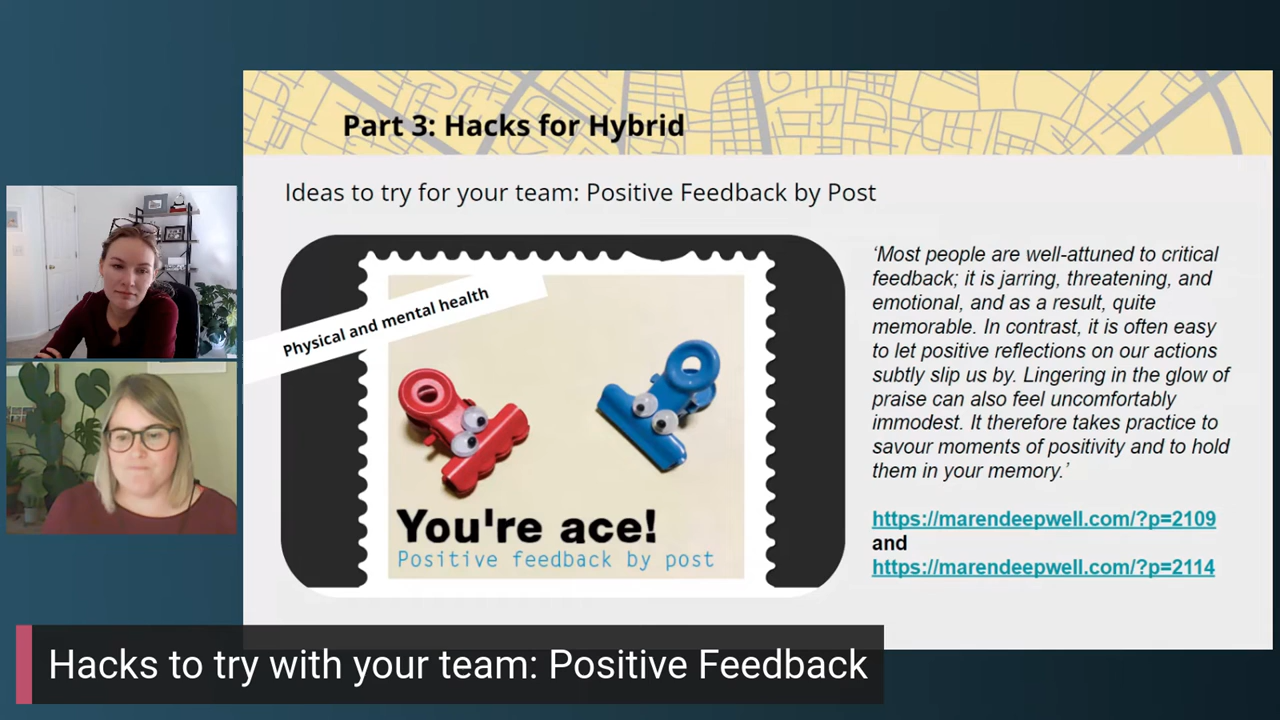 Part 3: Hacks for Hybrid
Ideas to try for your team: Positive Feedback by Post
Physical and mental health
You're ace!
Positive feedback by post
‘Most people are well-attuned to critical
feedback; it is jarring, threatening, and
emotional, and as a result, quite
memorable. In contrast, it is often easy
to let positive reflections on our actions
subtly slip us by. Lingering in the glow of
praise can also feel uncomfortably
immodest. It therefore takes practice to
savour moments of positivity and to hold
them in your memory.’
https://marendeepwell.com/?p=2109
and
https://marendeepwell.com/?p=2114
Hacks to try with your team: Positive Feedback